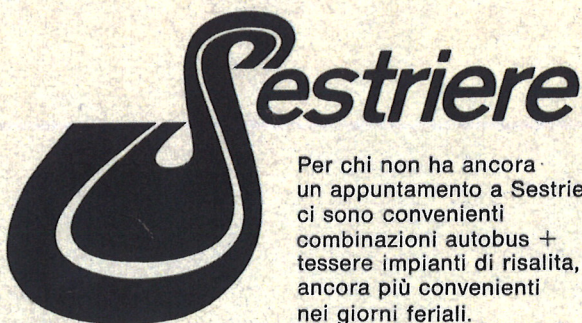 Sestriere
Per chi non ha ancora
un appuntamento a Sestrie
ci sono convenienti
combinazioni autobus +
tessere impianti di risalita,
ancora più convenienti
nei giorni feriali.